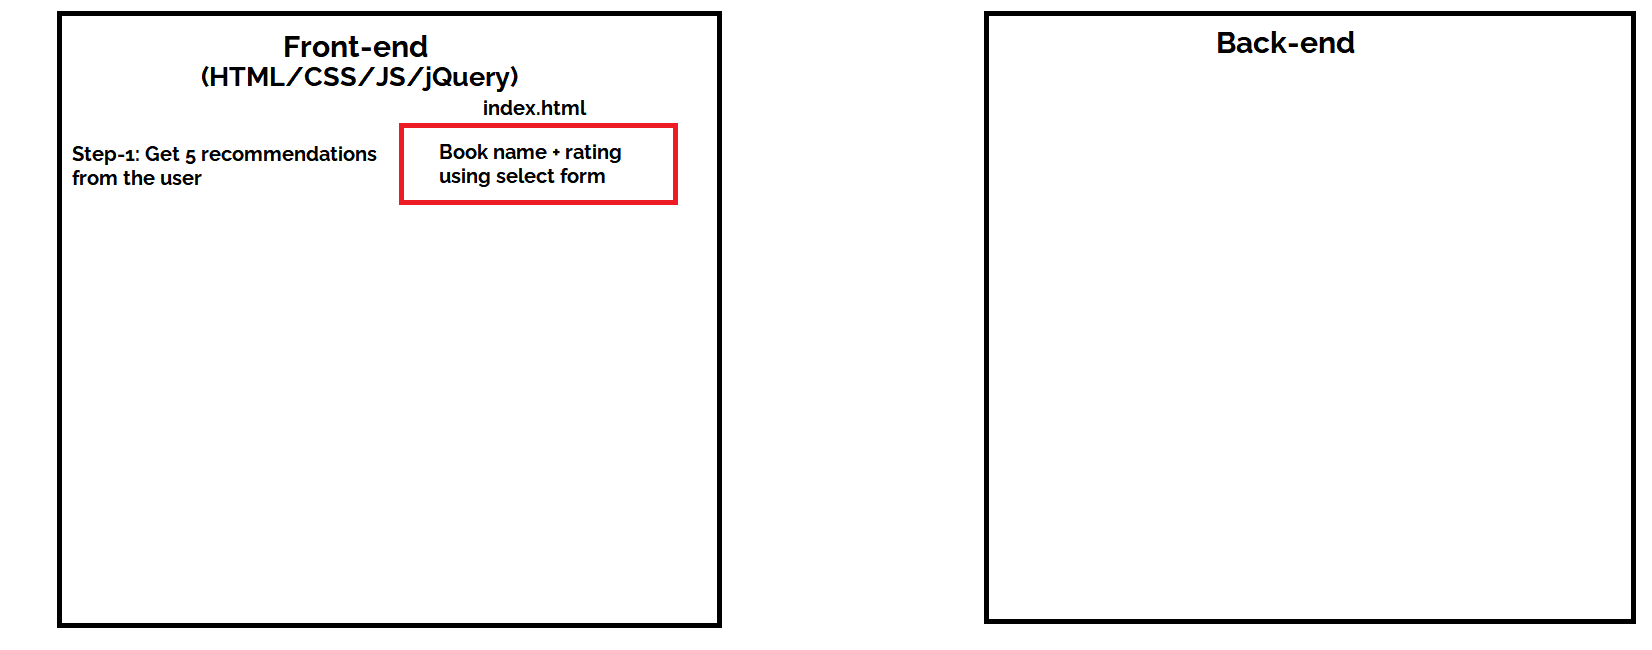 Front-end
(HTML/CSS/JS/jQuery)
index.html
Step-1: Get 5 recommendations
from the user
Book name + rating
using select form
Back-end